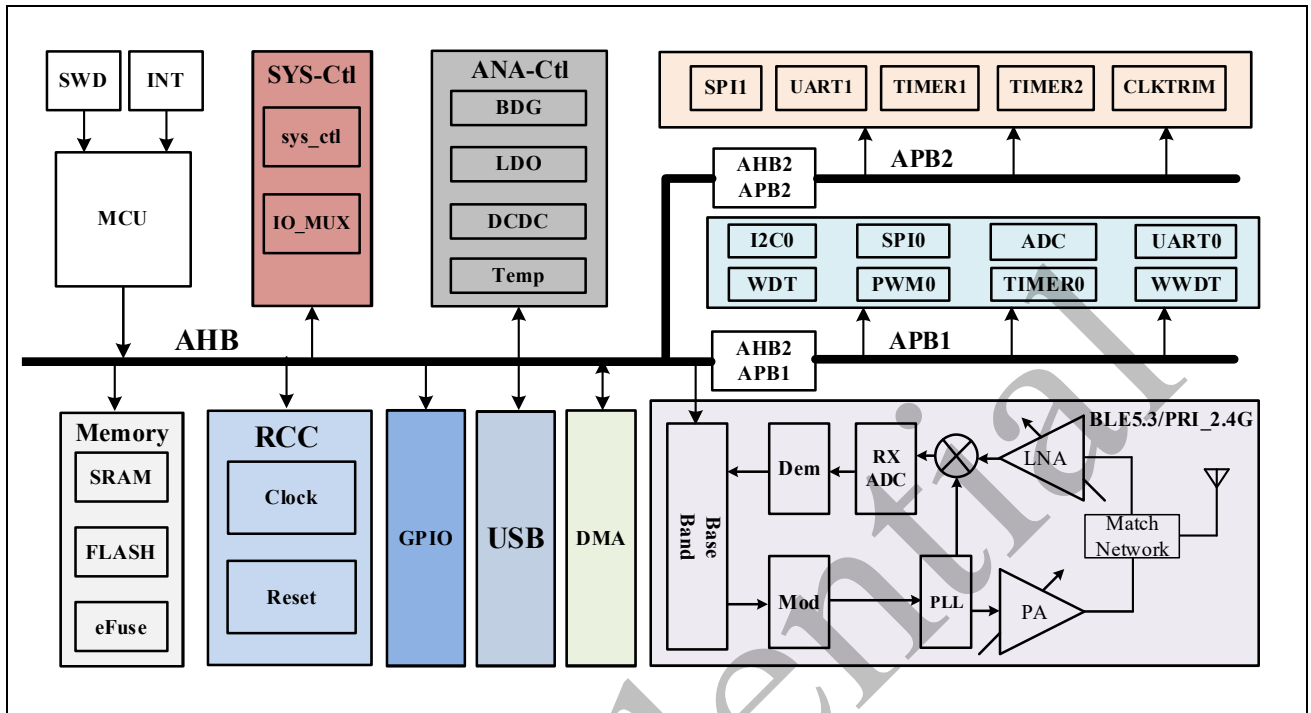 SWD
INT
MCU
SYS-Ctl
sys_ctl
IO_MUX
ANA-Ctl
BDG
LDO
DCDC
Temp
SPI1
UART1
TIMER1
TIMER2
CLKTRIM
AHB2
APB2
APB2
I2C0
SPI0
ADC
UART0
WDT
PWM0
TIMER0
WWDT
AHB
AHB2
APB1
APB1
Memory
SRAM
FLASH
eFuse
RCC
Clock
Reset
GPIO
USB
DMA
BLE5.3/PRI_2.4G
Base
Band
Dem
RX
ADC
LNA
Match
Network
Mod
PLL
PA
dential